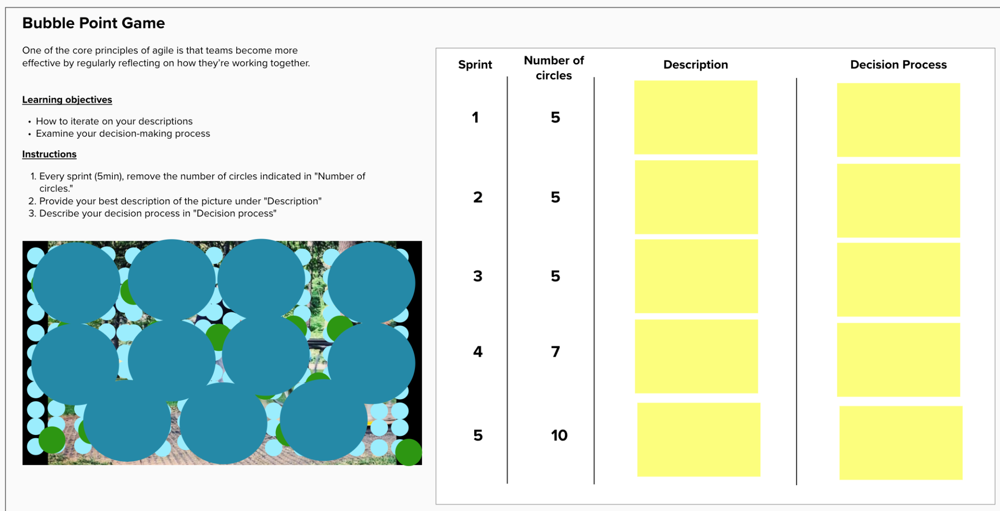 Bubble Point Game
One of the core principles of agile is that teams become more
effective by regularly reflecting on how they're working together.
Learning objectives
• How to iterate on your descriptions
• Examine your decision-making process
Instructions
1. Every sprint (5min), remove the number of circles indicated in "Number of
circles."
2. Provide your best description of the picture under "Description"
3. Describe your decision process in "Decision process"
Sprint
Number of
circles
Description
Decision Process
1 5
2 5
3 5
4 7
5 10